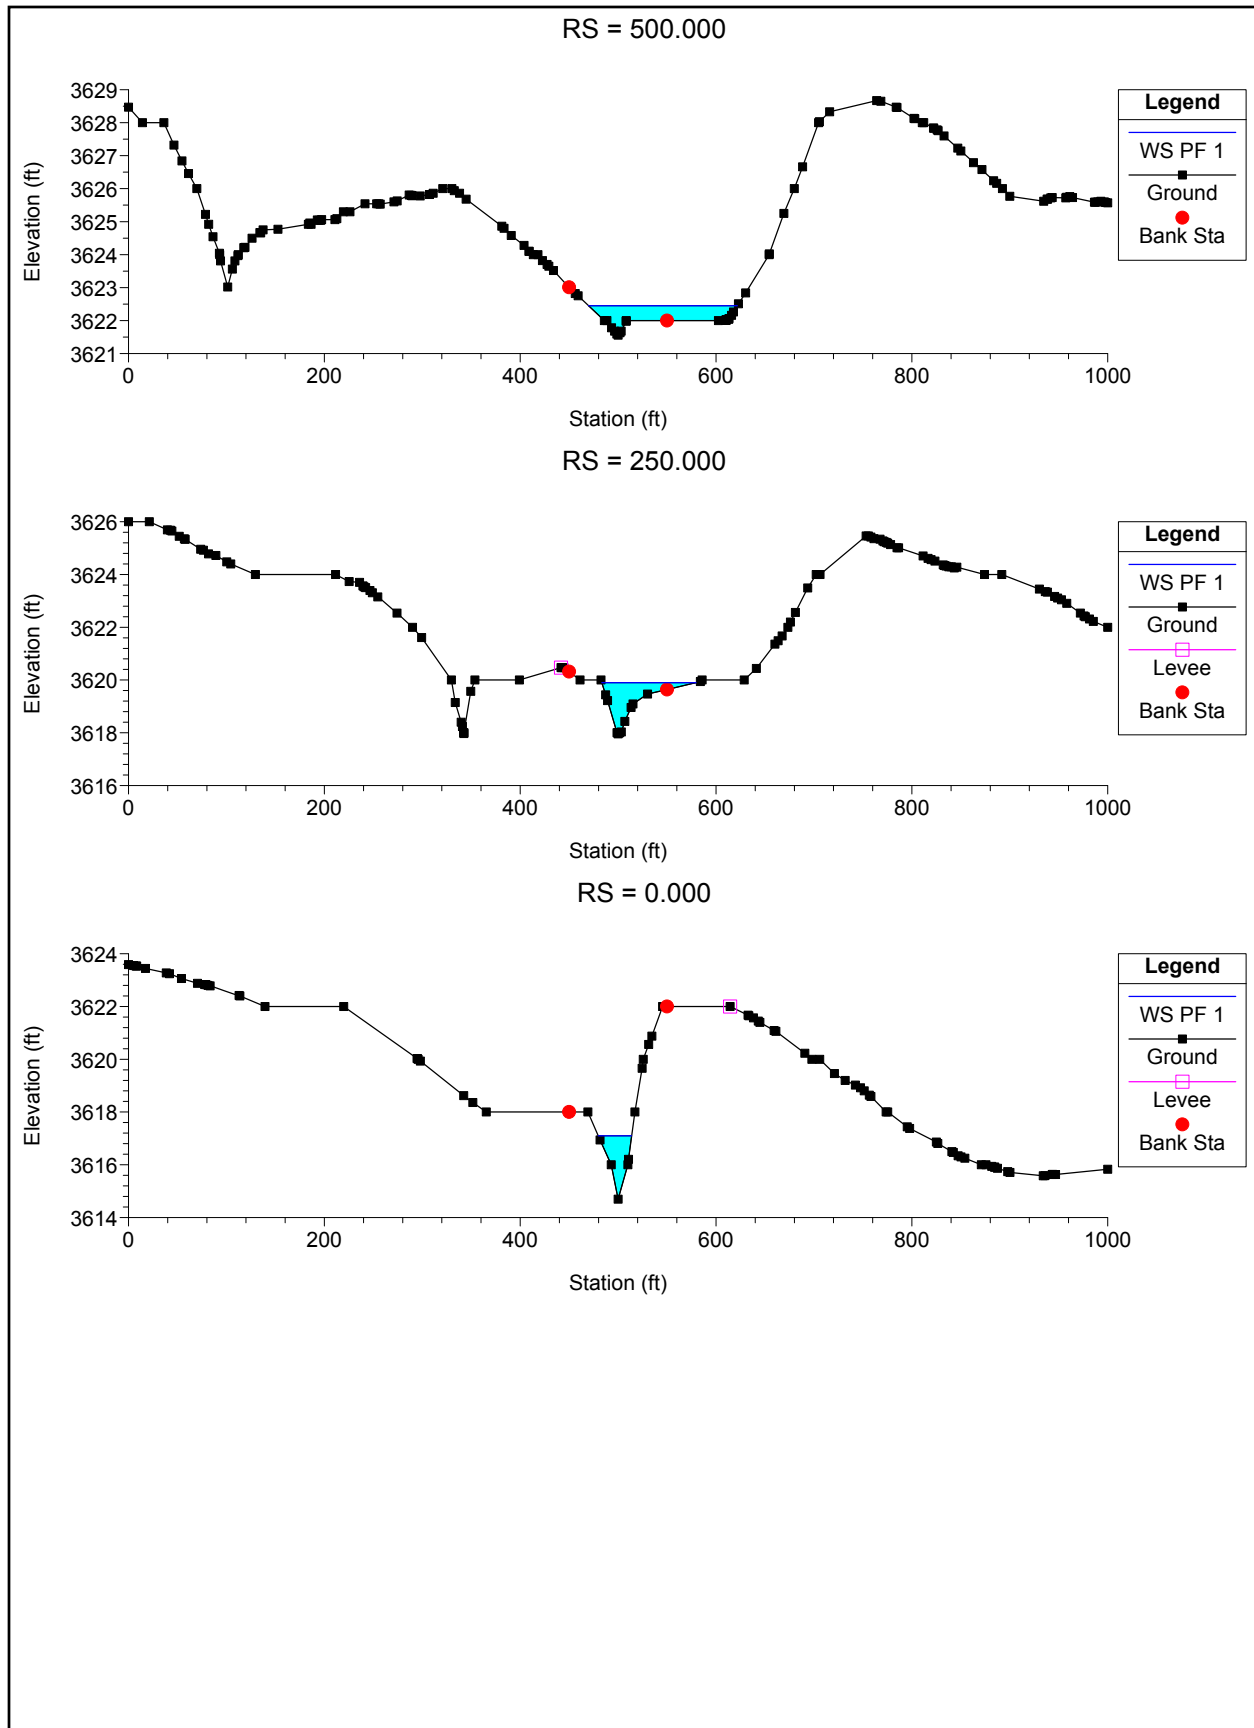 RS = 500.000
3629
3628
3627
3626
3625
3624
3623
3622
3621
Elevation (ft)
0 200 400 600 800 1000
Station (ft)
Legend
WS PF 1
Ground
Bank Sta
RS = 250.000
3626
3624
3622
3620
3618
3616
Elevation (ft)
0 200 400 600 800 1000
Station (ft)
Legend
WS PF 1
Ground
Levee
Bank Sta
RS = 0.000
3624
3622
3620
3618
3616
3614
Elevation (ft)
0 200 400 600 800 1000
Station (ft)
Legend
WS PF 1
Ground
Levee
Bank Sta